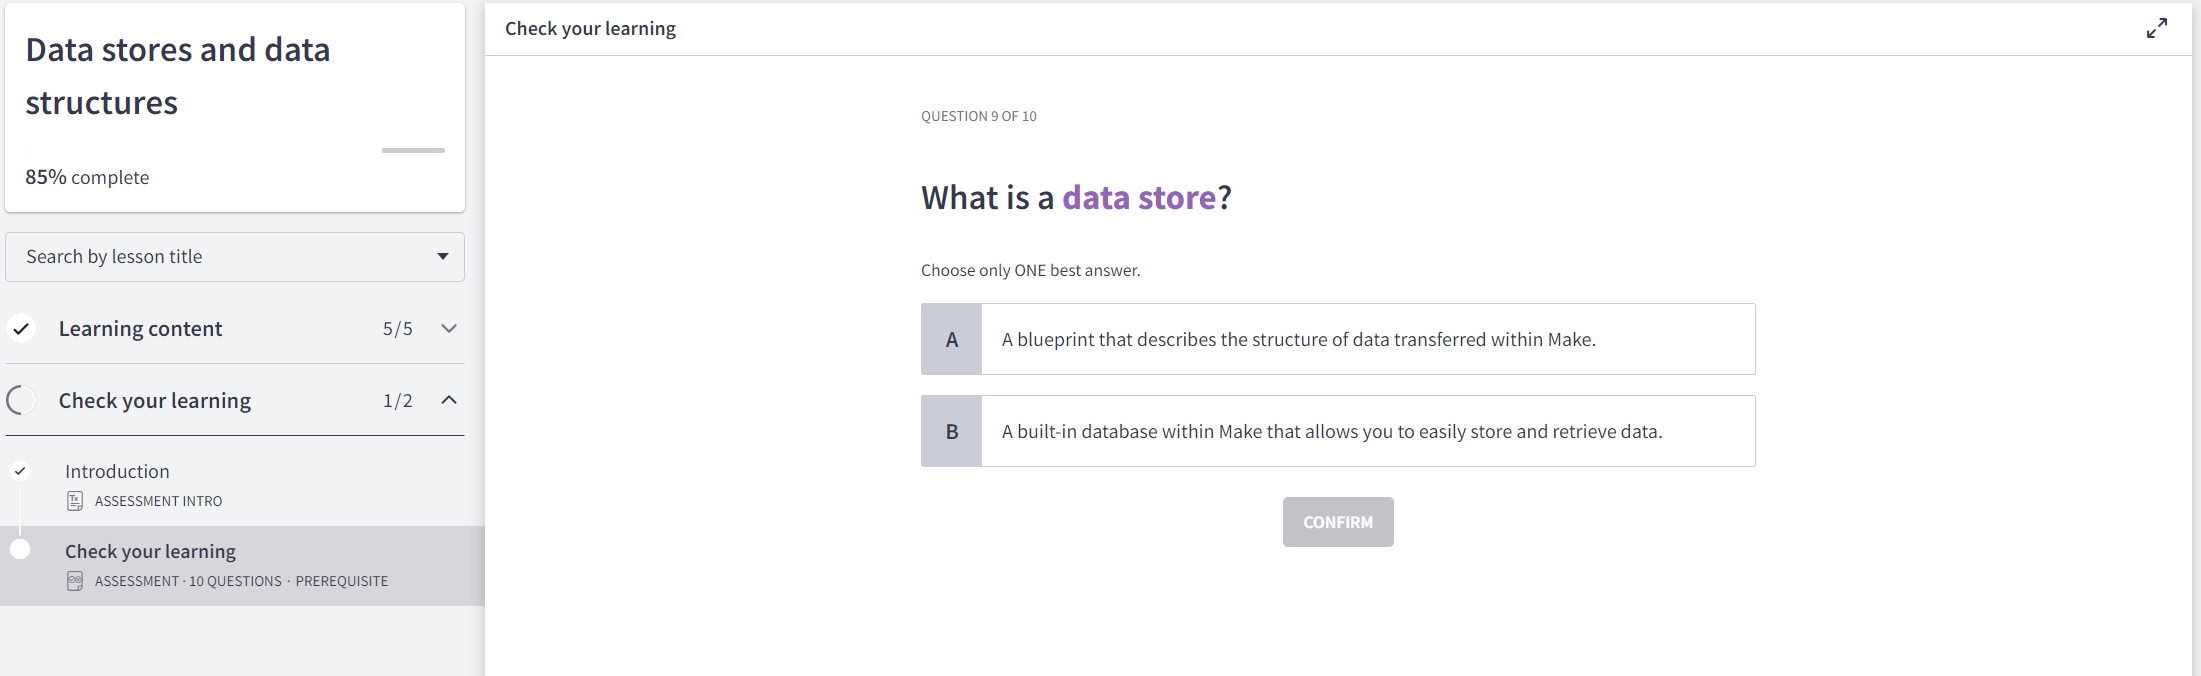 Data stores and data
structures
85% complete
Search by lesson title
Learning content 5/5
Check your learning 1/2
Introduction
ASSESSMENT INTRO
Check your learning
ASSESSMENT · 10 QUESTIONS · PREREQUISITE
Check your learning
QUESTION 9 OF 10
What is a data store?
Choose only ONE best answer.
A A blueprint that describes the structure of data transferred within Make.
B A built-in database within Make that allows you to easily store and retrieve data.
CONFIRM